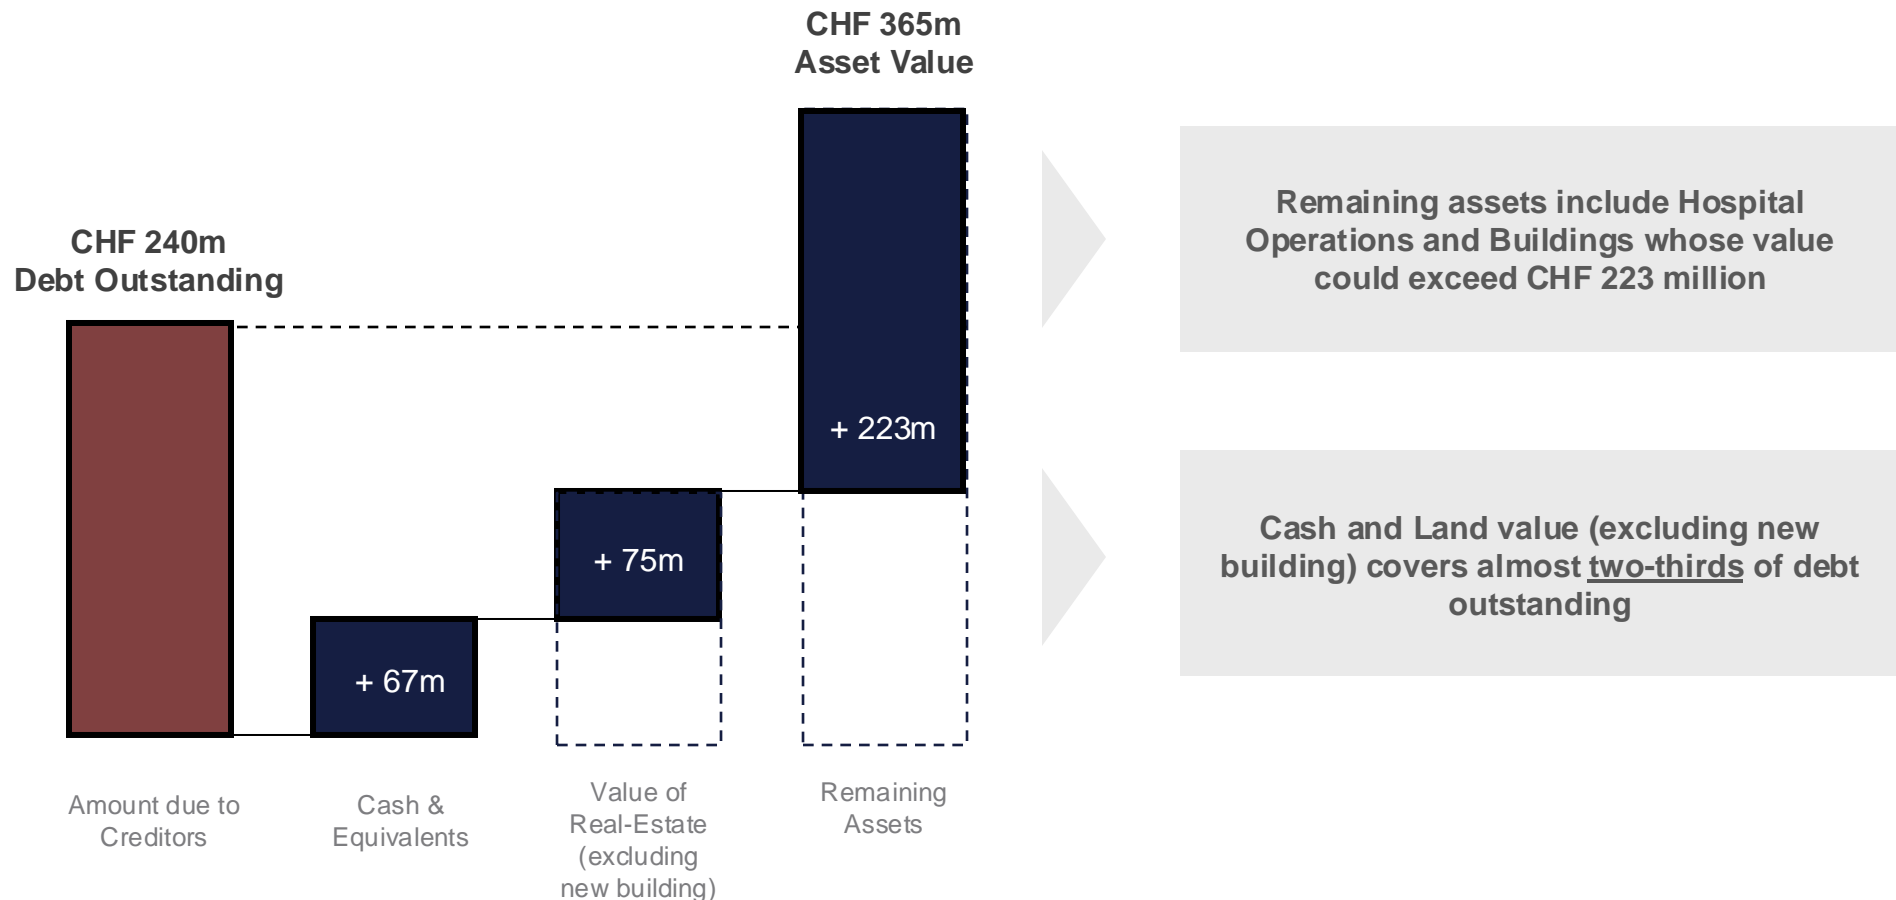 CHF 365m
Asset Value
CHF 240m
Debt Outstanding
+ 223m
+ 75m
+ 67m
Amount due to
Creditors
Cash &
Equivalents
Value of
Real-Estate
(excluding
new building)
Remaining
Assets
Remaining assets include Hospital
Operations and Buildings whose value
could exceed CHF 223 million
Cash and Land value (excluding new
building) covers almost two-thirds of debt
outstanding